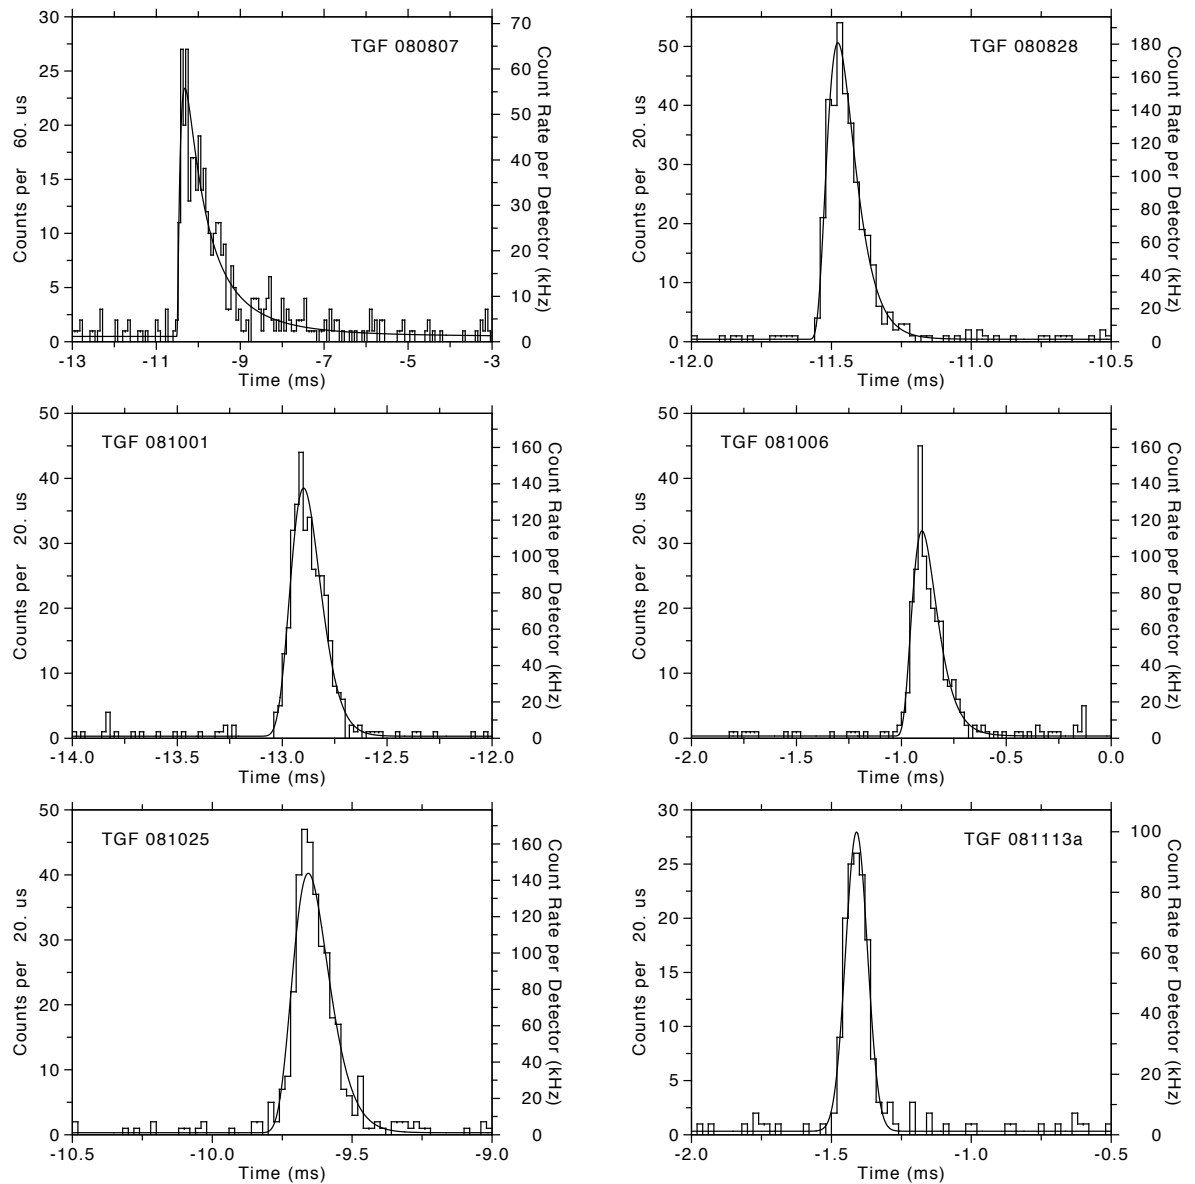 TGF 080807
30
25
20
15
10
5
0
Counts per 60. us
70
60
50
40
30
20
10
0
Count Rate per Detector (kHz)
-13 -11 -9 -7 -5 -3
Time (ms)
TGF 080828
50
40
30
20
10
0
Counts per 20. us
180
160
140
120
100
80
60
40
20
0
Count Rate per Detector (kHz)
-12.0 -11.5 -11.0 -10.5
Time (ms)
TGF 081001
50
40
30
20
10
0
Counts per 20. us
160
140
120
100
80
60
40
20
0
Count Rate per Detector (kHz)
-14.0 -13.5 -13.0 -12.5 -12.0
Time (ms)
TGF 081006
50
40
30
20
10
0
Counts per 20. us
160
140
120
100
80
60
40
20
0
Count Rate per Detector (kHz)
-2.0 -1.5 -1.0 -0.5 0.0
Time (ms)
TGF 081025
50
40
30
20
10
0
Counts per 20. us
160
140
120
100
80
60
40
20
0
Count Rate per Detector (kHz)
-10.5 -10.0 -9.5 -9.0
Time (ms)
TGF 081113a
30
25
20
15
10
5
0
Counts per 20. us
100
80
60
40
20
0
Count Rate per Detector (kHz)
-2.0 -1.5 -1.0 -0.5
Time (ms)